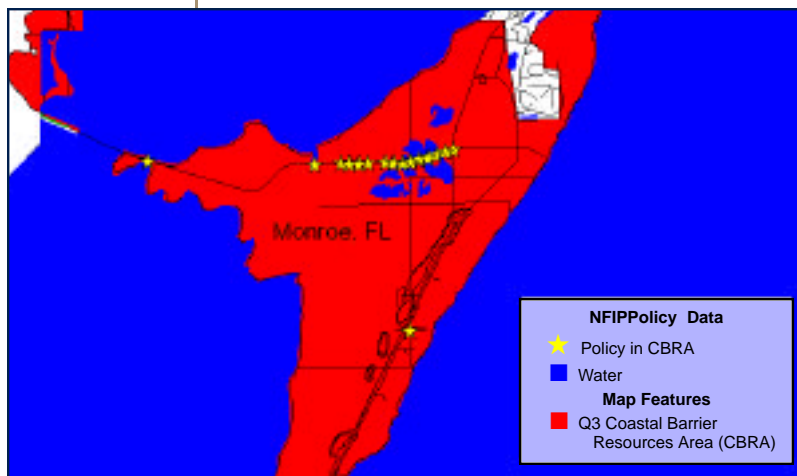 Monroe, FL
NFIPPolicy Data
Policy in CBRA
Water
Map Features
Q3 Coastal Barrier
Resources Area (CBRA)